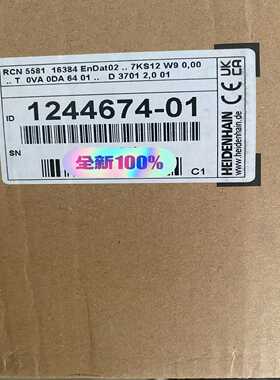 RCN 5581 16384 EnDat02 .. 7KS12 W9 0,00
.. T 0VA 0DA 64 01 .. D 3701 2,0 01
ID 1244674-01
SN
全新100%
C1
HEIDENHAIN
www.heidenhain.de
CE UK CA